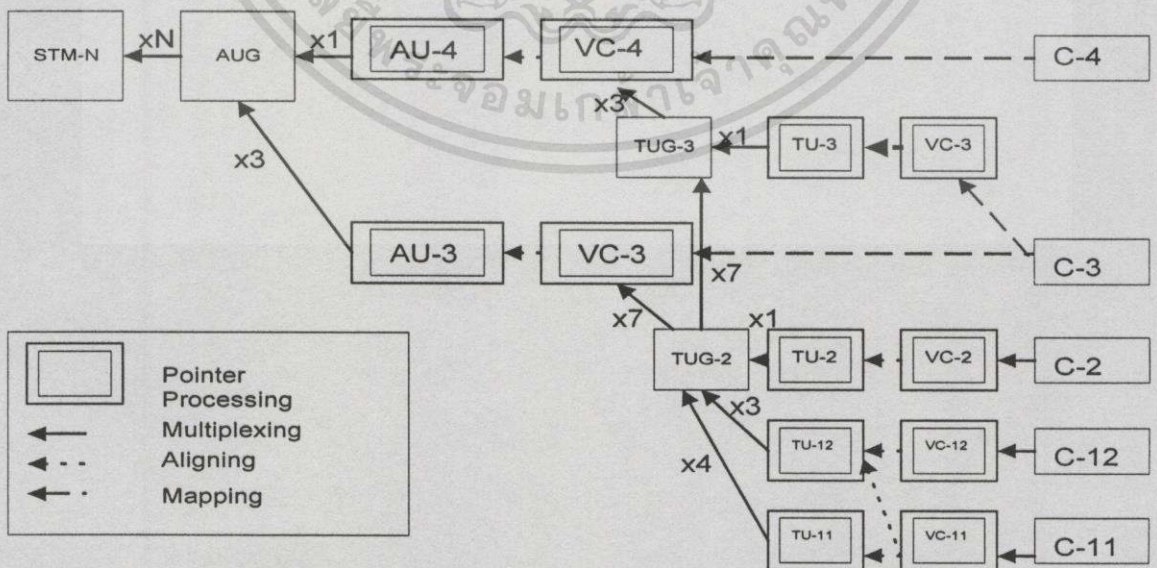 STM-N
xN
AUG
x1
AU-4
VC-4
C-4
x3
TUG-3
x1
TU-3
VC-3
x3
AU-3
VC-3
x7
C-3
x7
TUG-2
x1
TU-2
VC-2
C-2
x3
TU-12
VC-12
C-12
x4
TU-11
VC-11
C-11
Pointer
Processing
Multiplexing
Aligning
Mapping